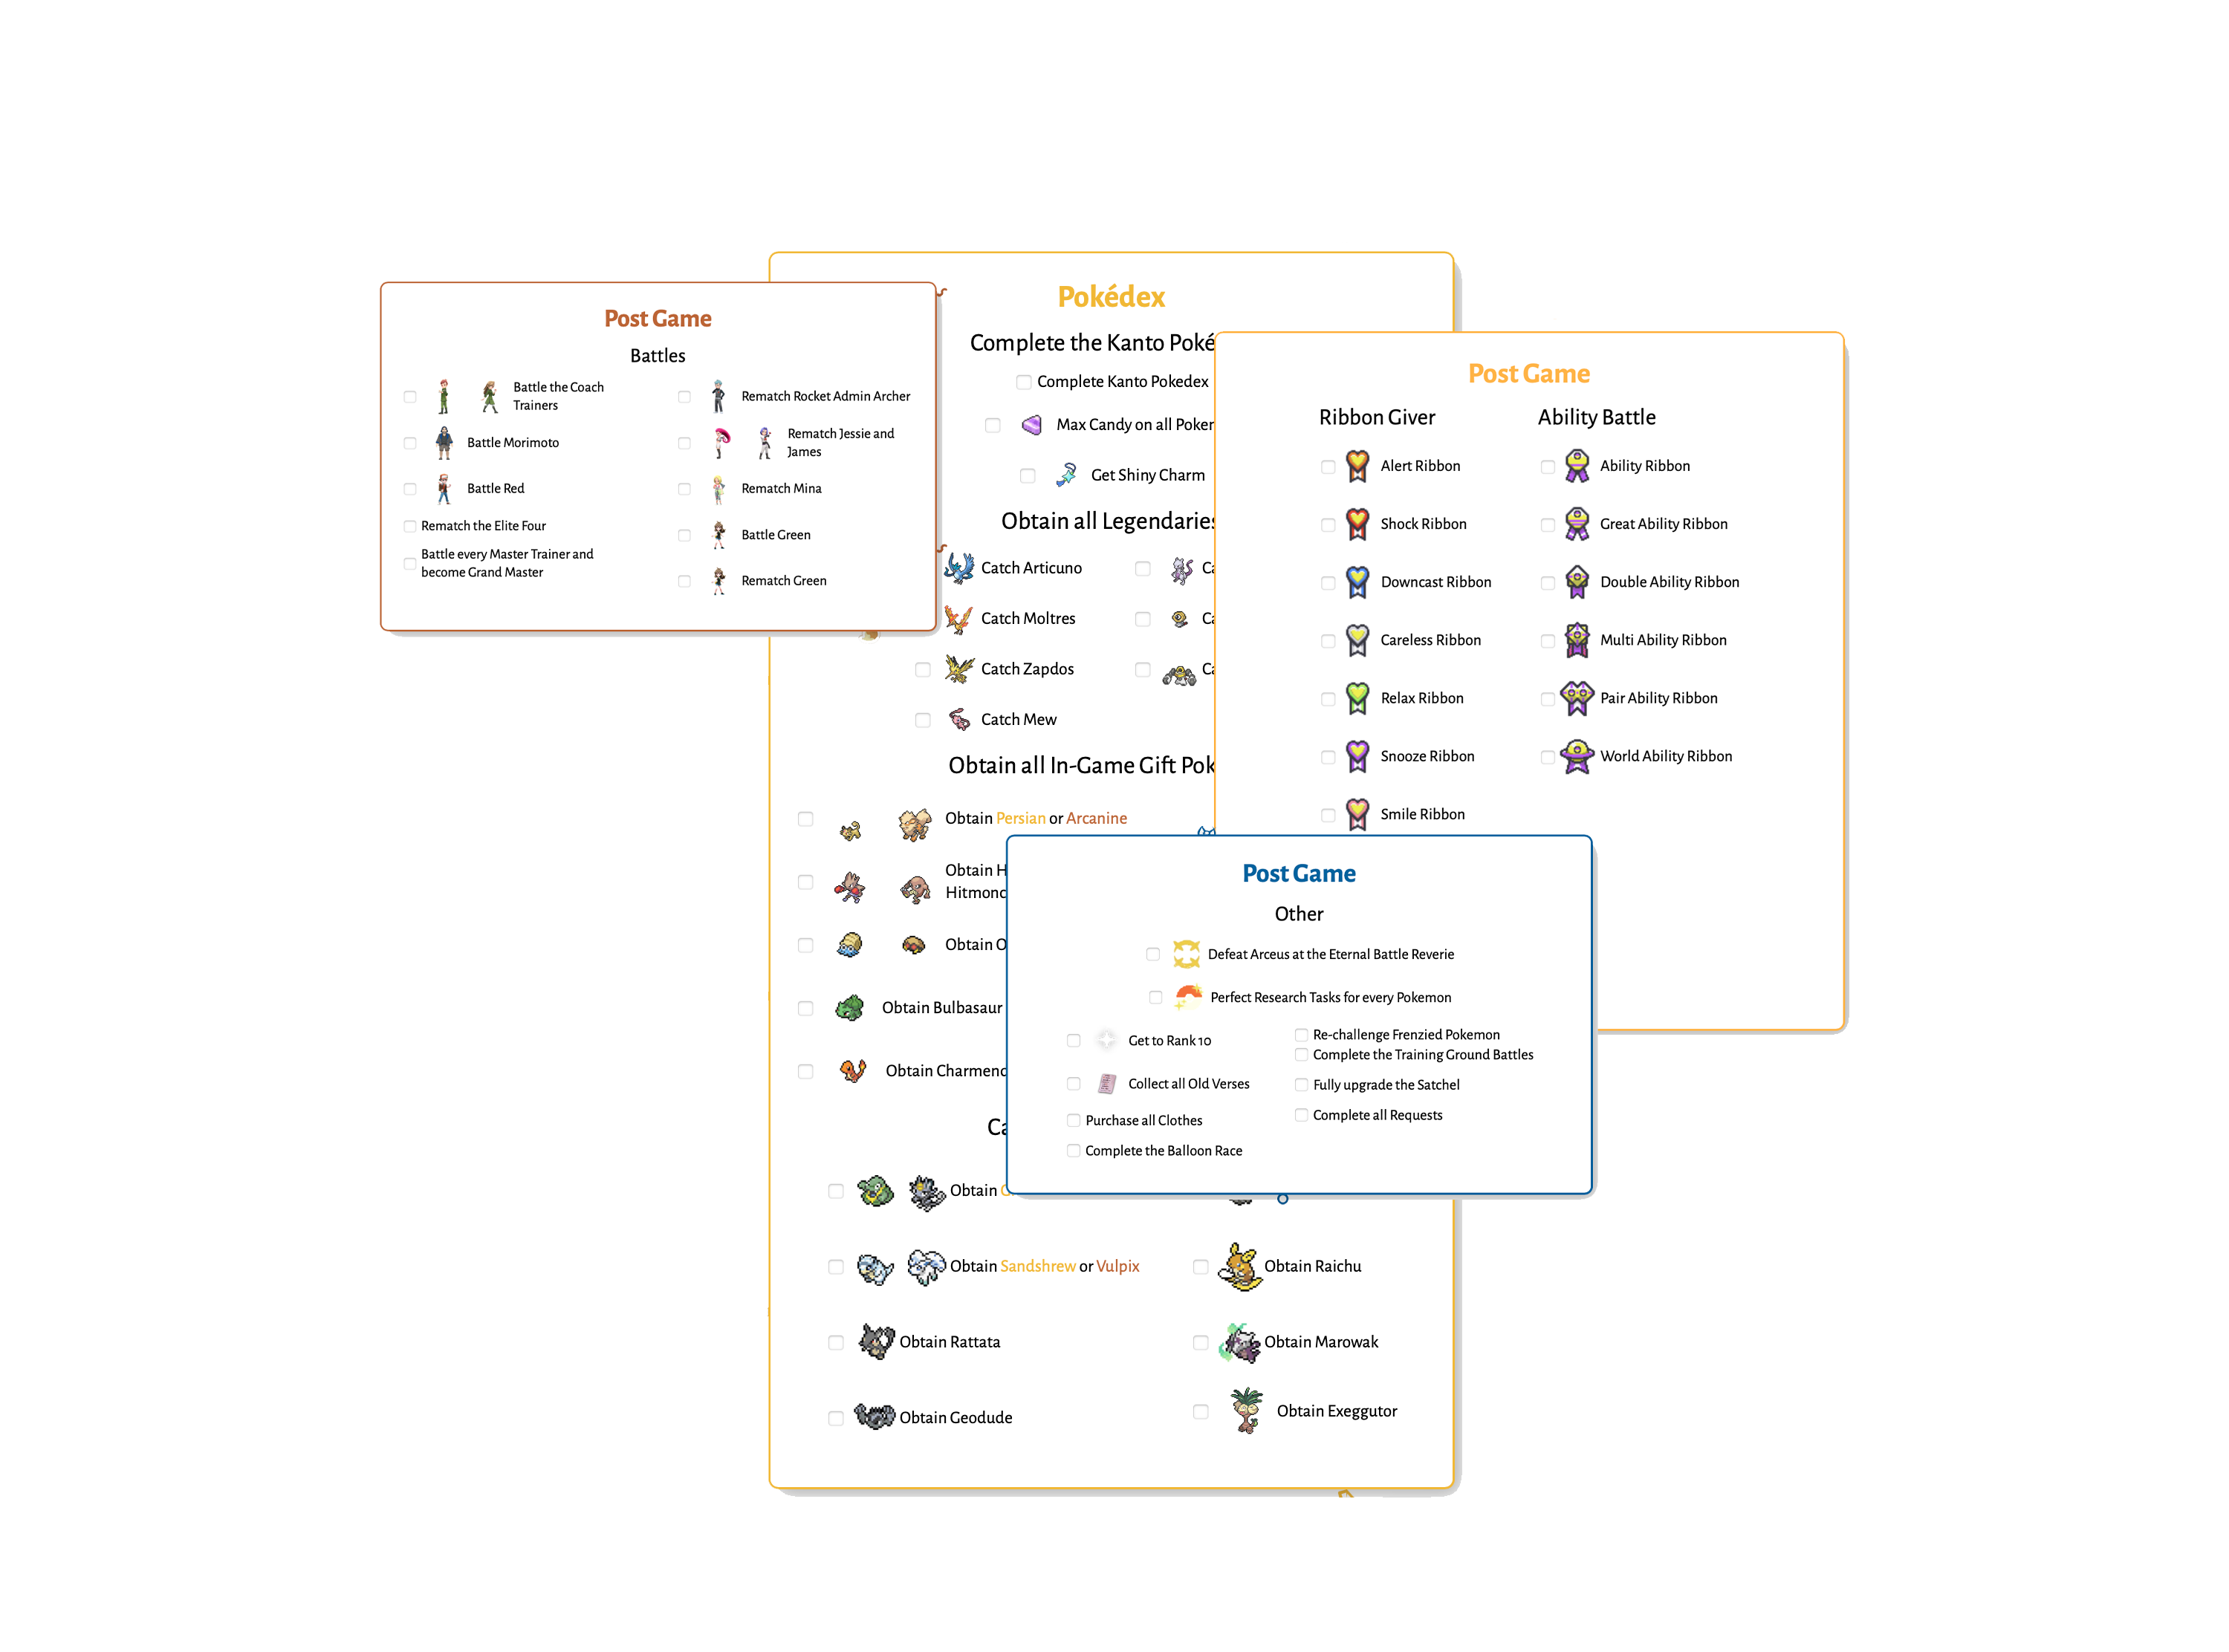 Post Game
Battles
Battle the Coach
Trainers
Battle Morimoto
Battle Red
Rematch the Elite Four
Battle every Master Trainer and
become Grand Master
Rematch Rocket Admin Archer
Rematch Jessie and
James
Rematch Mina
Battle Green
Rematch Green
Pokédex
Complete the Kanto Poké
Complete Kanto Pokedex
Max Candy on all Poker
Get Shiny Charm
Obtain all Legendaries
Catch Articuno
Catch Moltres
Catch Zapdos
Catch Mew
Ca
Ca
Ca
Obtain all In-Game Gift Pok
Obtain Persian or Arcanine
Obtain H
Hitmonc
Obtain O
Obtain Bulbasaur
Obtain Charmend
Ca
Obtain G
Obtain Sandshrew or Vulpix
Obtain Rattata
Obtain Geodude
Obtain Raichu
Obtain Marowak
Obtain Exeggutor
Post Game
Ribbon Giver
Alert Ribbon
Shock Ribbon
Downcast Ribbon
Careless Ribbon
Relax Ribbon
Snooze Ribbon
Smile Ribbon
Ability Battle
Ability Ribbon
Great Ability Ribbon
Double Ability Ribbon
Multi Ability Ribbon
Pair Ability Ribbon
World Ability Ribbon
Post Game
Other
Defeat Arceus at the Eternal Battle Reverie
Perfect Research Tasks for every Pokemon
Get to Rank 10
Collect all Old Verses
Purchase all Clothes
Complete the Balloon Race
Re-challenge Frenzied Pokemon
Complete the Training Ground Battles
Fully upgrade the Satchel
Complete all Requests